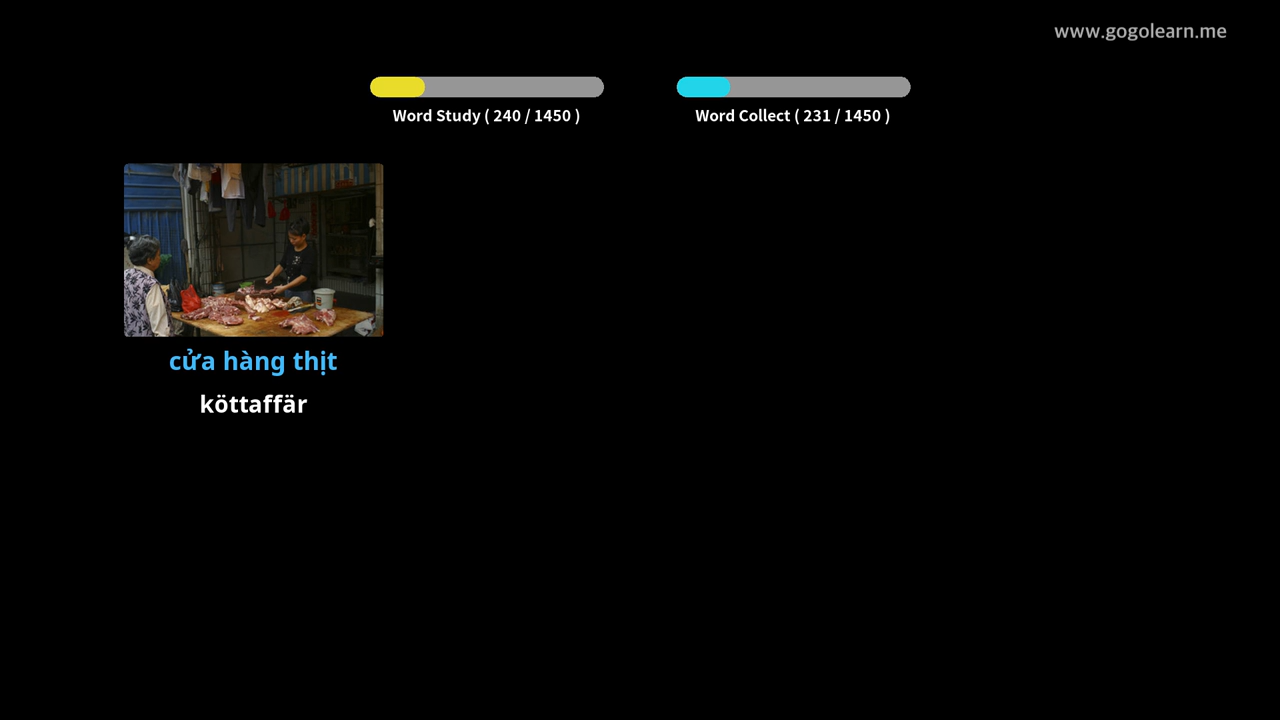 www.gogolearn.me
Word Study ( 240 / 1450 )
Word Collect ( 231 / 1450 )
cửa hàng thịt
köttaffär